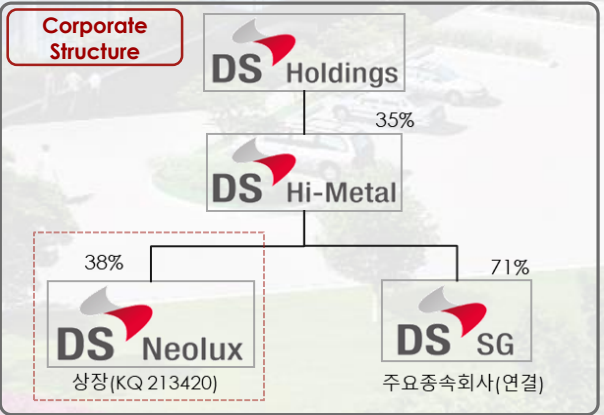 Corporate
Structure
DS Holdings
35%
DS Hi-Metal
38%
71%
DS Neolux
DS SG
상장(KQ 213420)
주요종속회사(연결)